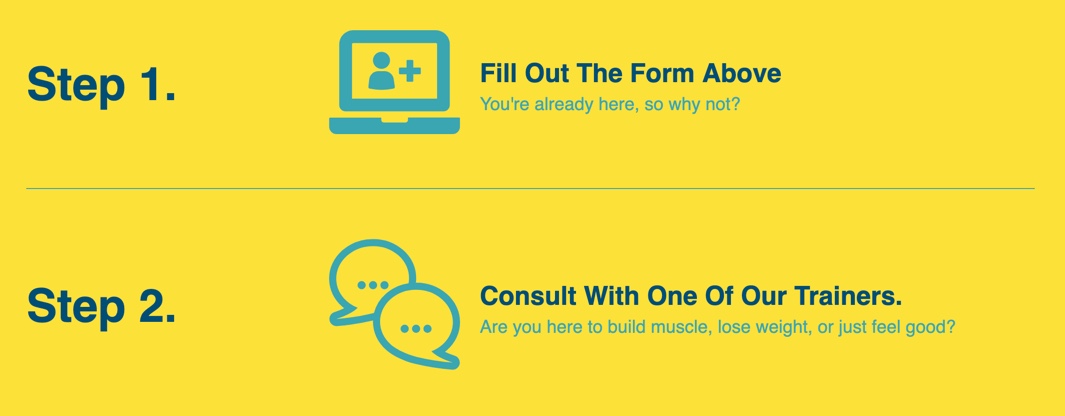 Step 1.
Fill Out The Form Above
You're already here, so why not?
Step 2.
Consult With One Of Our Trainers.
Are you here to build muscle, lose weight, or just feel good?